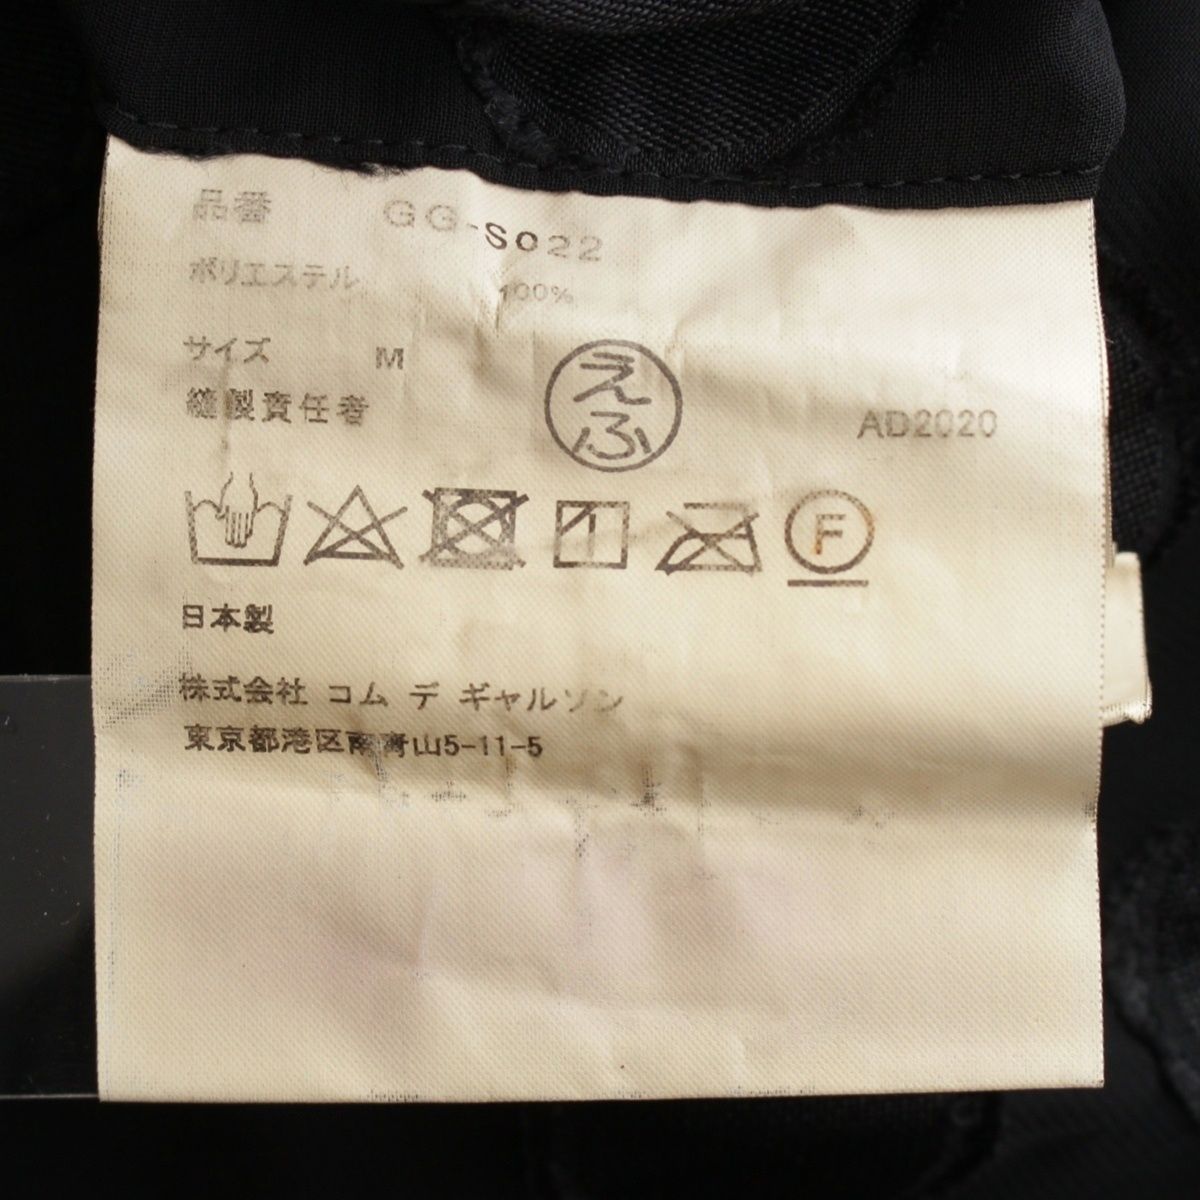 品番 GG-S022
ポリエステル 100%
サイズ M
縫製責任者 えふ AD2020
F
日本製
株式会社 コム デ ギャルソン
東京都港区南青山5-11-5